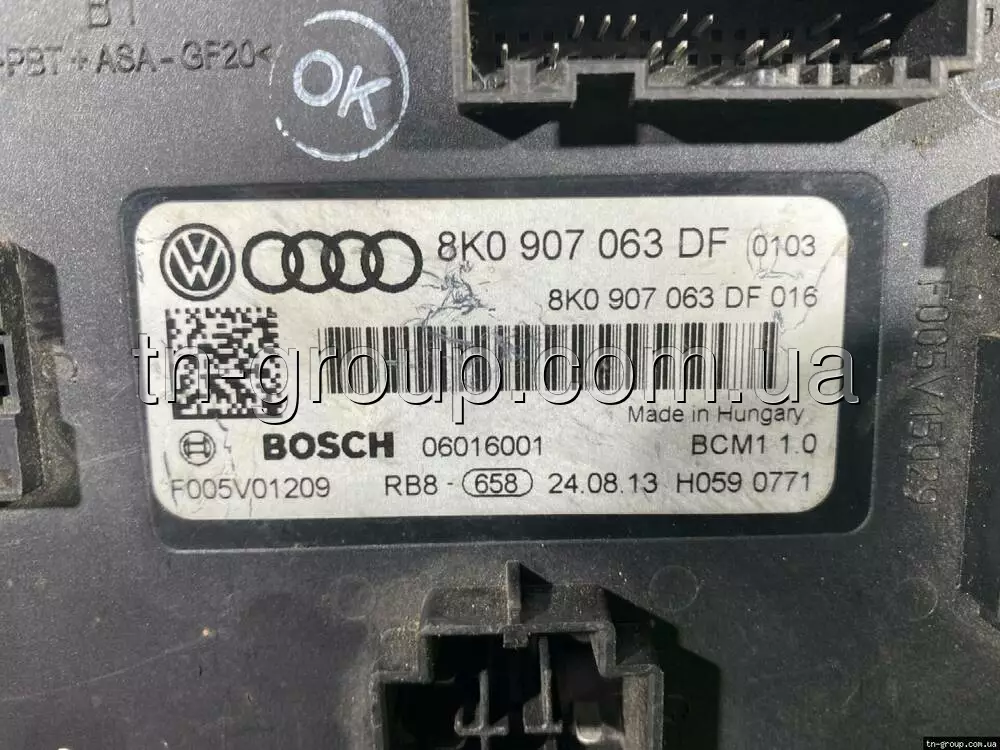 BT
>PBT+ASA-GF20<
OK
8K0 907 063 DF 0103
8K0 907 063 DF 016
tn-group.com.ua
Made in Hungary
BOSCH 06016001 BCM1 1.0
F005V01209 RB8-658 24.08.13 H059 0771
F005V15029
tn-group.com.ua